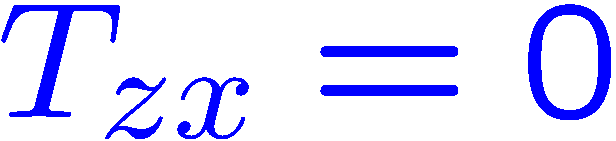 T_{zx} = 0